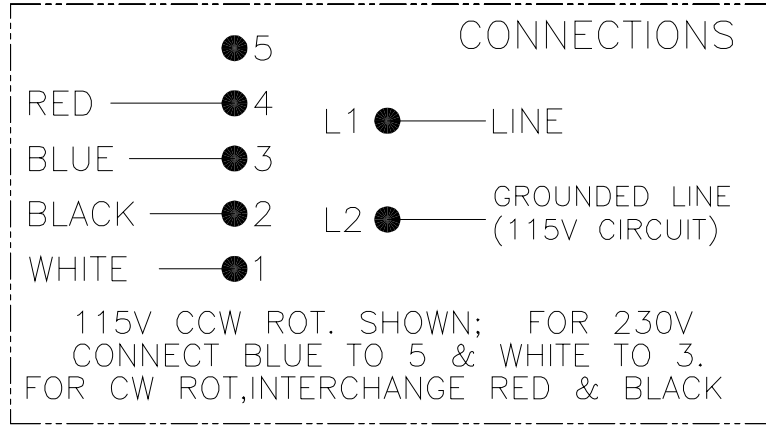 CONNECTIONS
5
RED 4
L1 LINE
BLUE 3
BLACK 2
L2 GROUNDED LINE
(115V CIRCUIT)
WHITE 1
115V CCW ROT. SHOWN; FOR 230V
CONNECT BLUE TO 5 & WHITE TO 3.
FOR CW ROT,INTERCHANGE RED & BLACK